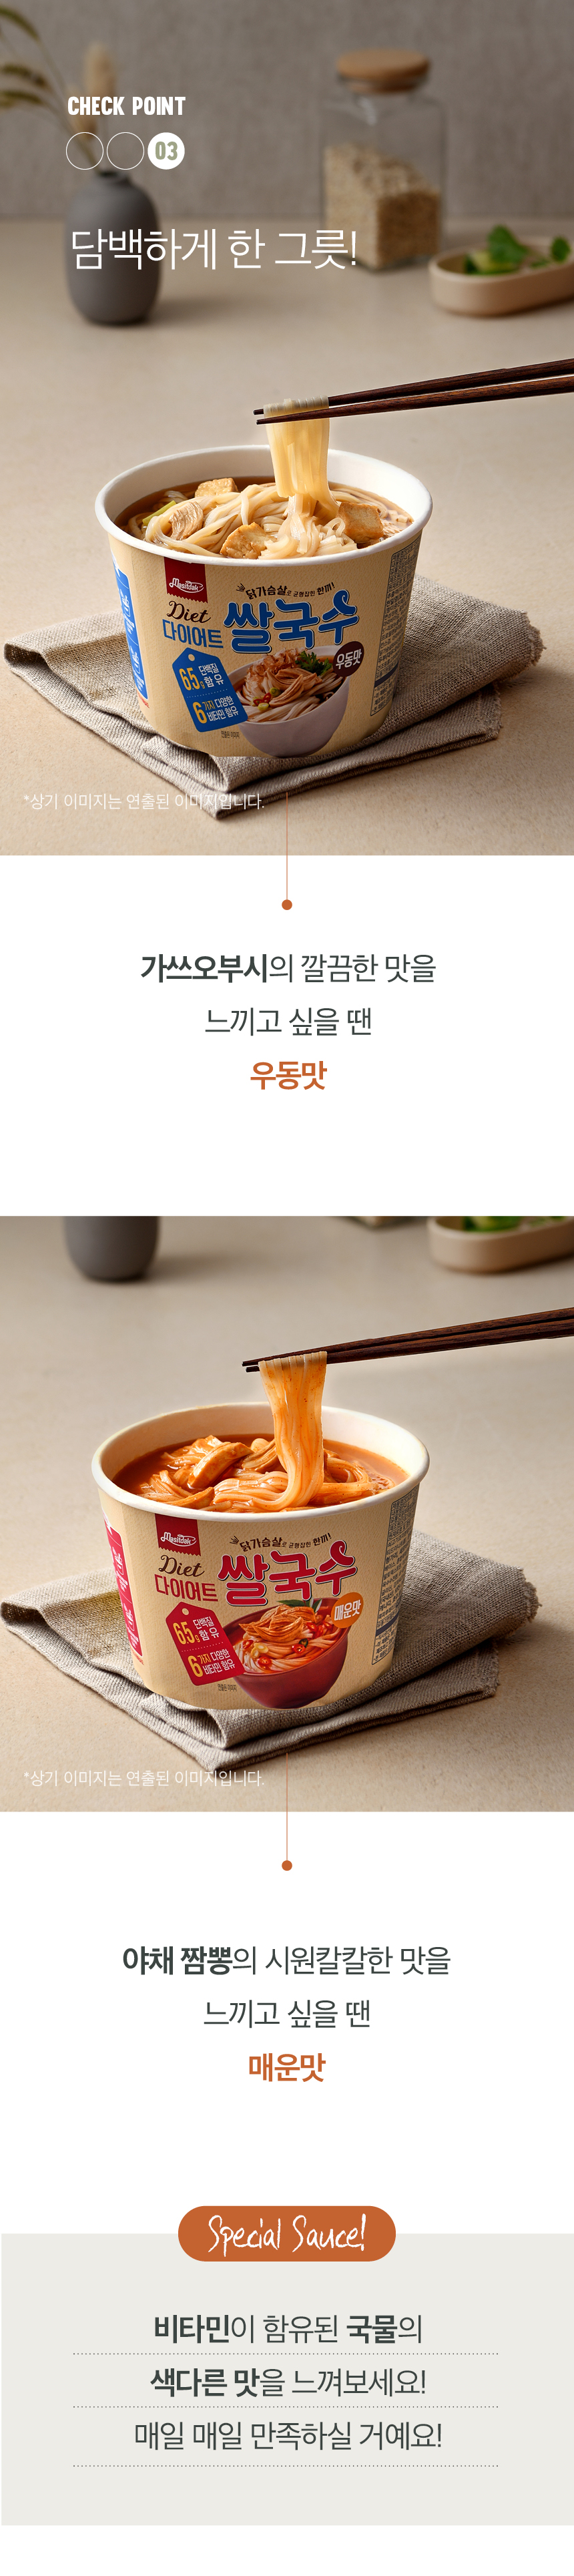 CHECK POINT
03
담백하게 한 그릇!
Mꞏsitdak
닭가슴살로 균형잡힌 한끼!
Diet
다이어트
쌀국수
우동맛
6.5g 단백질 함유
6가지 다양한 비타민 함유
*상기 이미지는 연출된 이미지입니다.
가쓰오부시의 깔끔한 맛을
느끼고 싶을 땐
우동맛
닭가슴살로 균형잡힌 한끼!
Diet
다이어트
쌀국수
매운맛
6.5g 단백질 함유
6가지 다양한 비타민 함유
*상기 이미지는 연출된 이미지입니다.
야채 짬뽕의 시원칼칼한 맛을
느끼고 싶을 땐
매운맛
Special Sauce!
비타민이 함유된 국물의
색다른 맛을 느껴보세요!
매일 매일 만족하실 거예요!